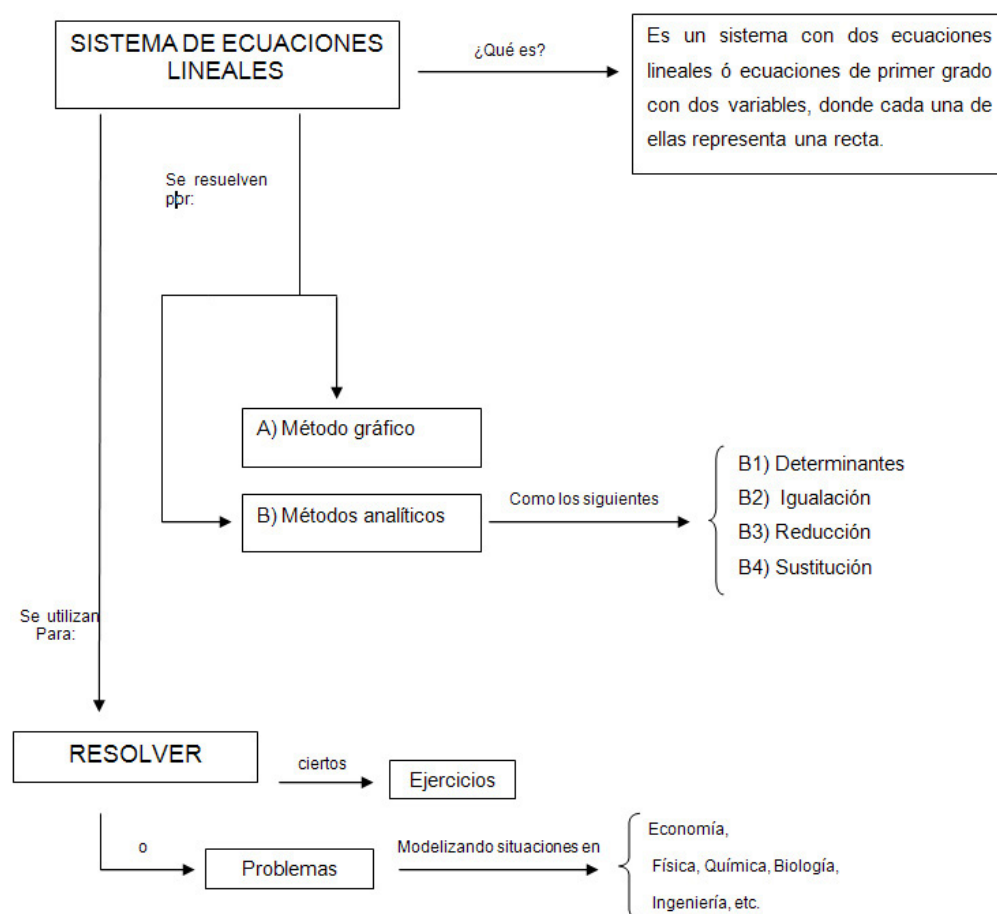 SISTEMA DE ECUACIONES
LINEALES
¿Qué es?
Es un sistema con dos ecuaciones
lineales ó ecuaciones de primer grado
con dos variables, donde cada una de
ellas representa una recta.
Se resuelven
por:
A) Método gráfico
B) Métodos analíticos
Como los siguientes
B1) Determinantes
B2) Igualación
B3) Reducción
B4) Sustitución
Se utilizan
Para:
RESOLVER
ciertos
Ejercicios
o
Problemas
Modelizando situaciones en
Economía,
Física, Química, Biología,
Ingeniería, etc.